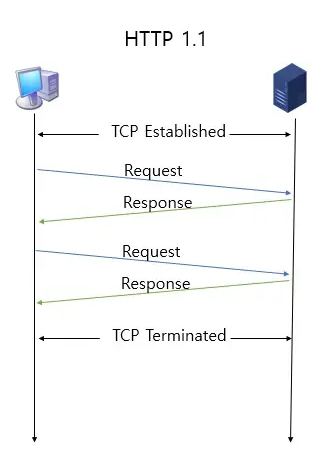 HTTP 1.1
TCP Established
Request
Response
Request
Response
TCP Terminated